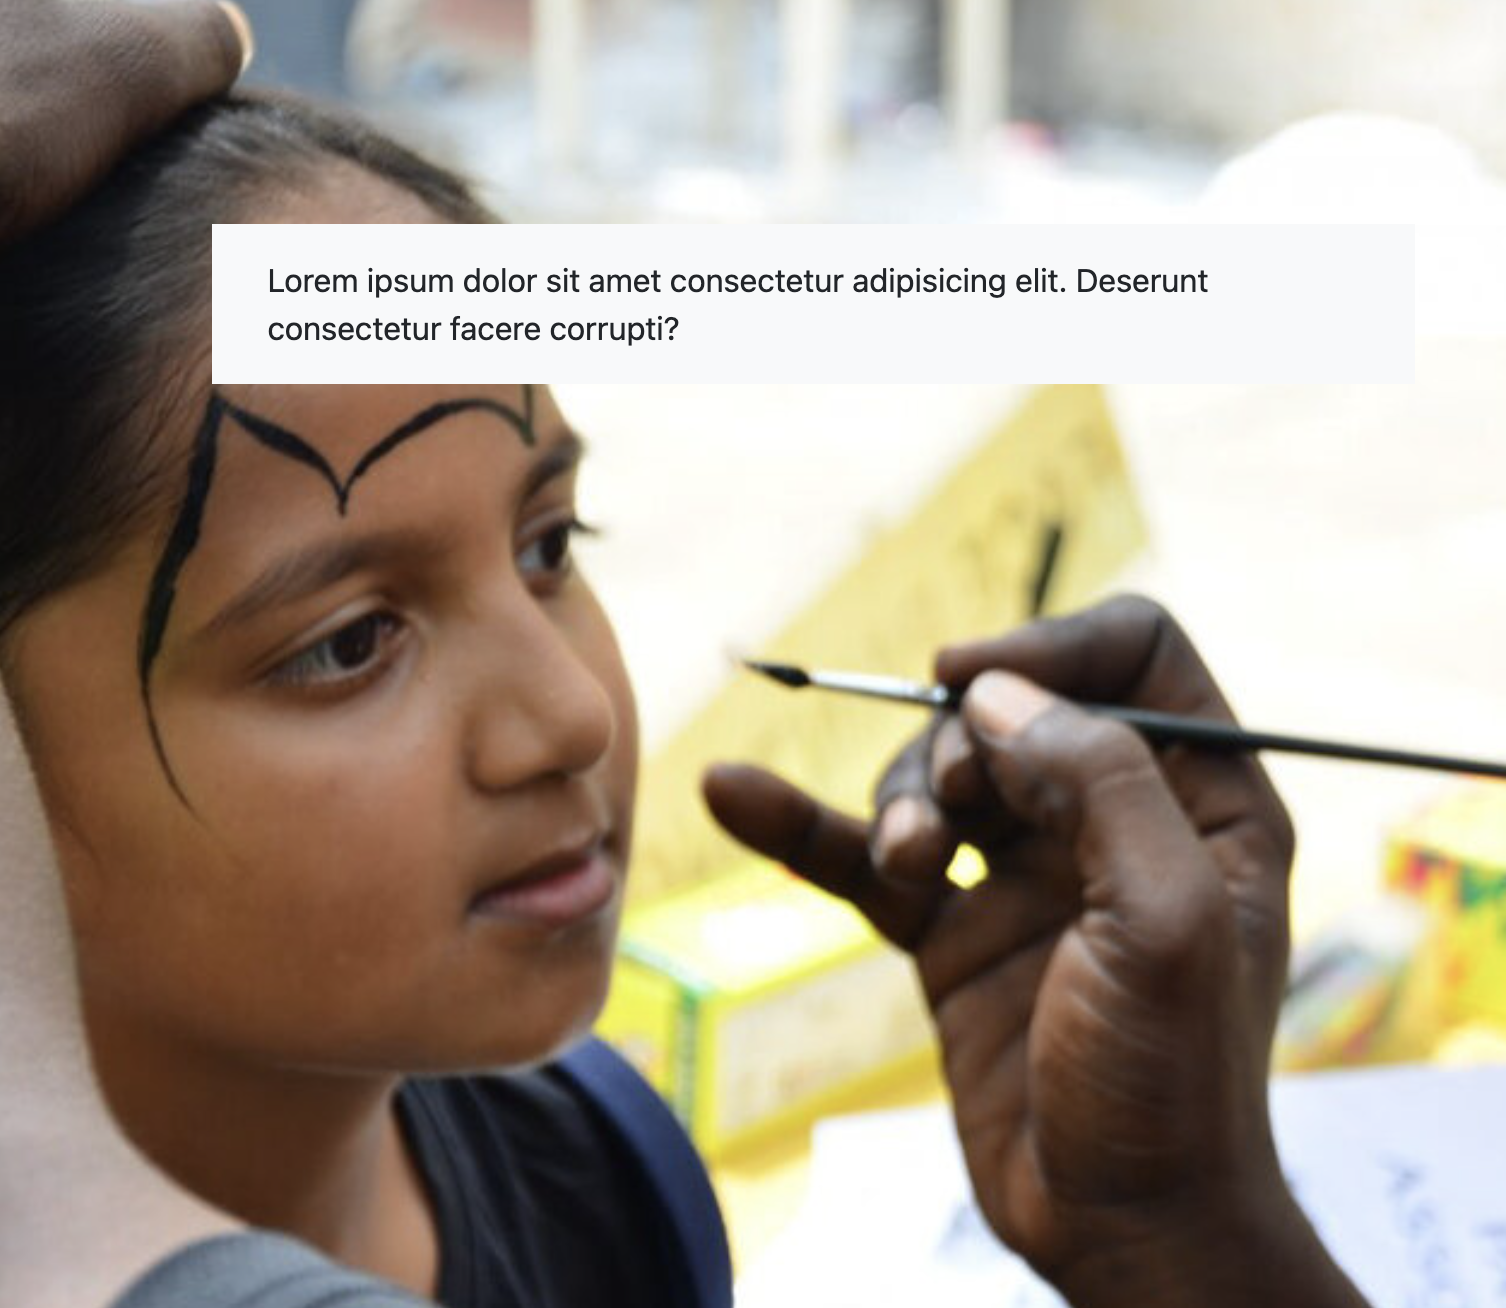 Lorem ipsum dolor sit amet consectetur adipisicing elit. Deserunt
consectetur facere corrupti?